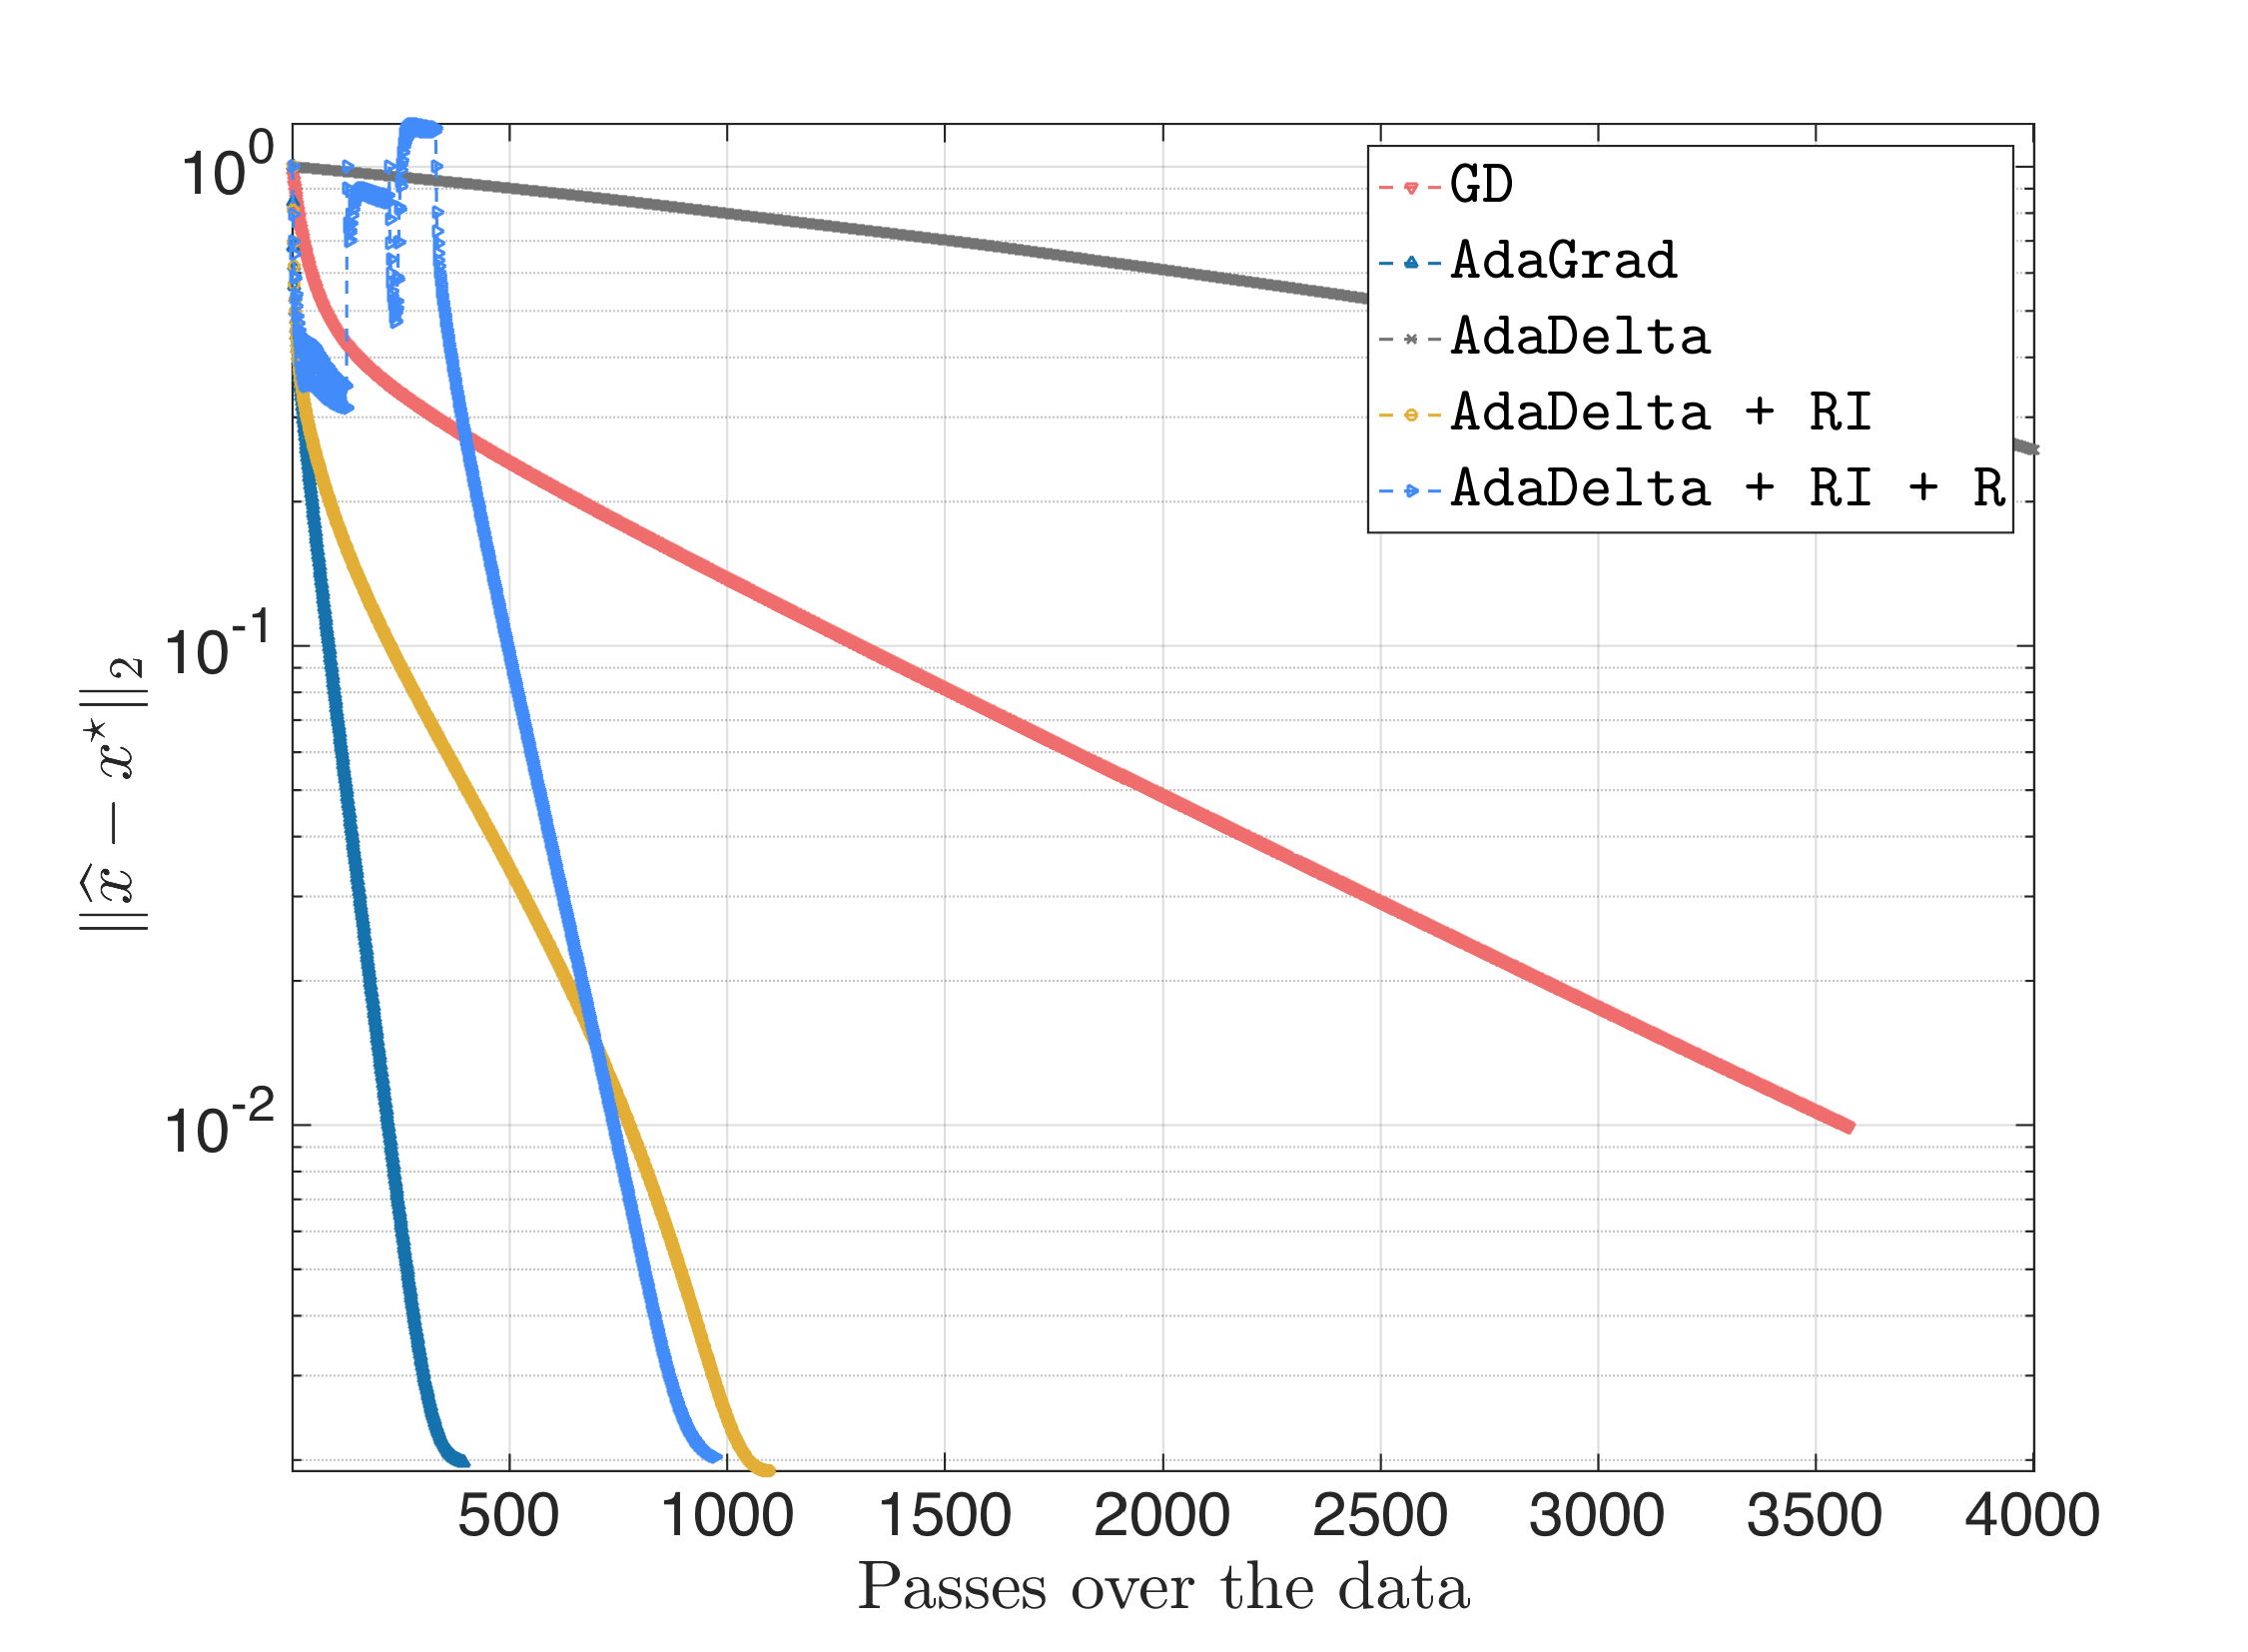 10^0
10^-1
10^-2
‖x̂ − x⋆‖₂
GD
AdaGrad
AdaDelta
AdaDelta + RI
AdaDelta + RI + R
500 1000 1500 2000 2500 3000 3500 4000
Passes over the data